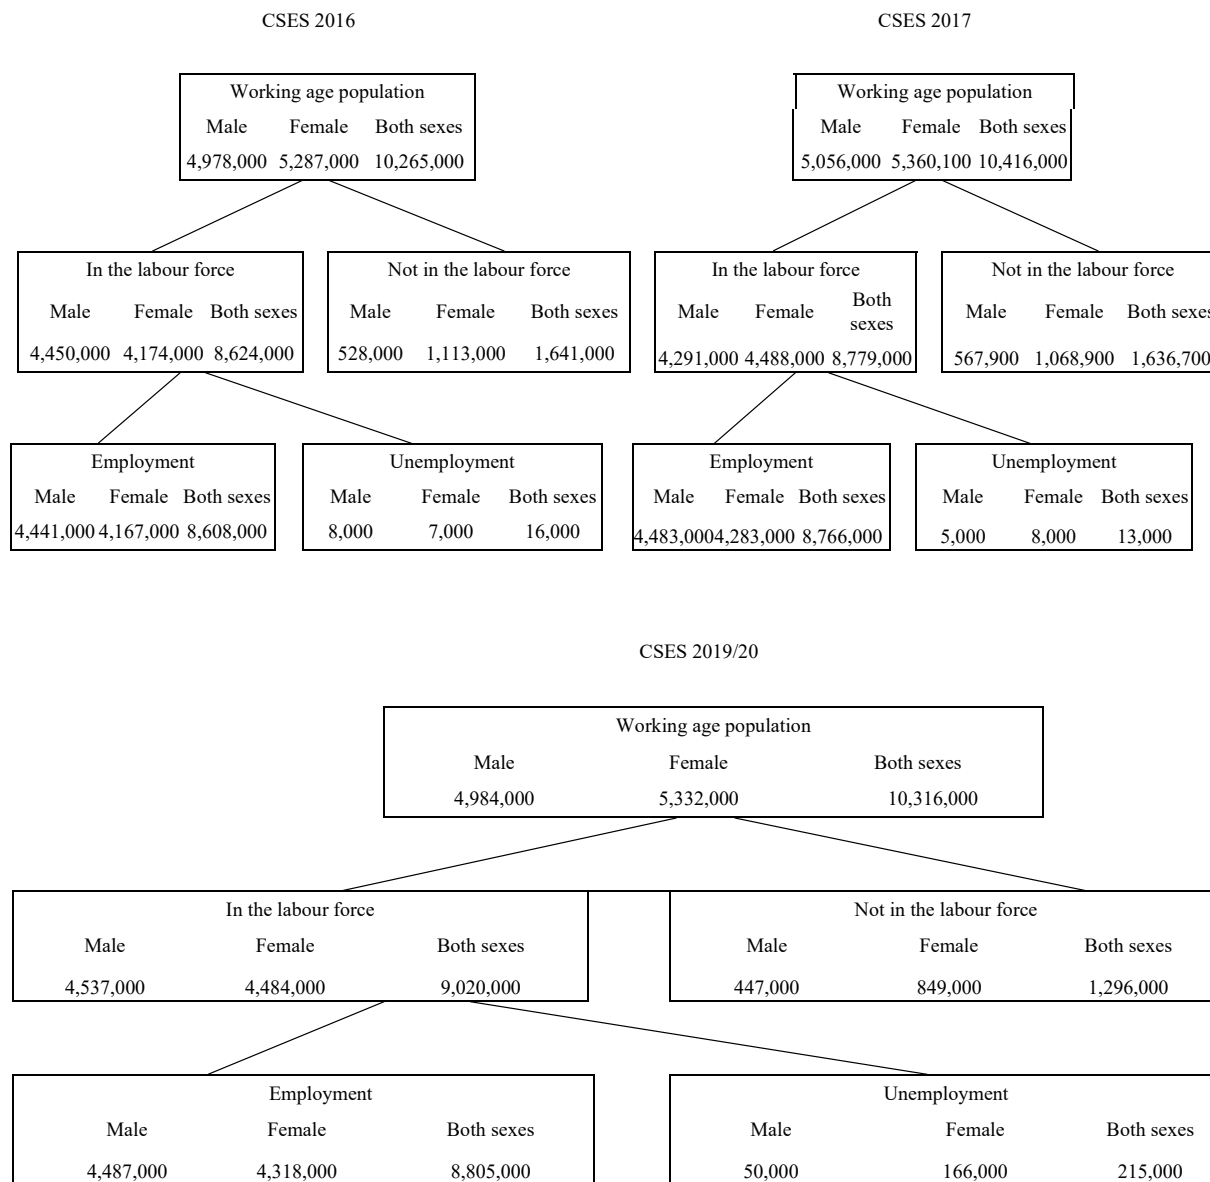 CSES 2016
CSES 2017
Working age population
Male Female Both sexes
4,978,000 5,287,000 10,265,000
Working age population
Male Female Both sexes
5,056,000 5,360,100 10,416,000
In the labour force
Male Female Both sexes
4,450,000 4,174,000 8,624,000
Not in the labour force
Male Female Both sexes
528,000 1,113,000 1,641,000
In the labour force
Male Female Both
sexes
4,291,000 4,488,000 8,779,000
Not in the labour force
Male Female Both sexes
567,900 1,068,900 1,636,700
Employment
Male Female Both sexes
4,441,000 4,167,000 8,608,000
Unemployment
Male Female Both sexes
8,000 7,000 16,000
Employment
Male Female Both sexes
4,483,000 4,283,000 8,766,000
Unemployment
Male Female Both sexes
5,000 8,000 13,000
CSES 2019/20
Working age population
Male Female Both sexes
4,984,000 5,332,000 10,316,000
In the labour force
Male Female Both sexes
4,537,000 4,484,000 9,020,000
Not in the labour force
Male Female Both sexes
447,000 849,000 1,296,000
Employment
Male Female Both sexes
4,487,000 4,318,000 8,805,000
Unemployment
Male Female Both sexes
50,000 166,000 215,000